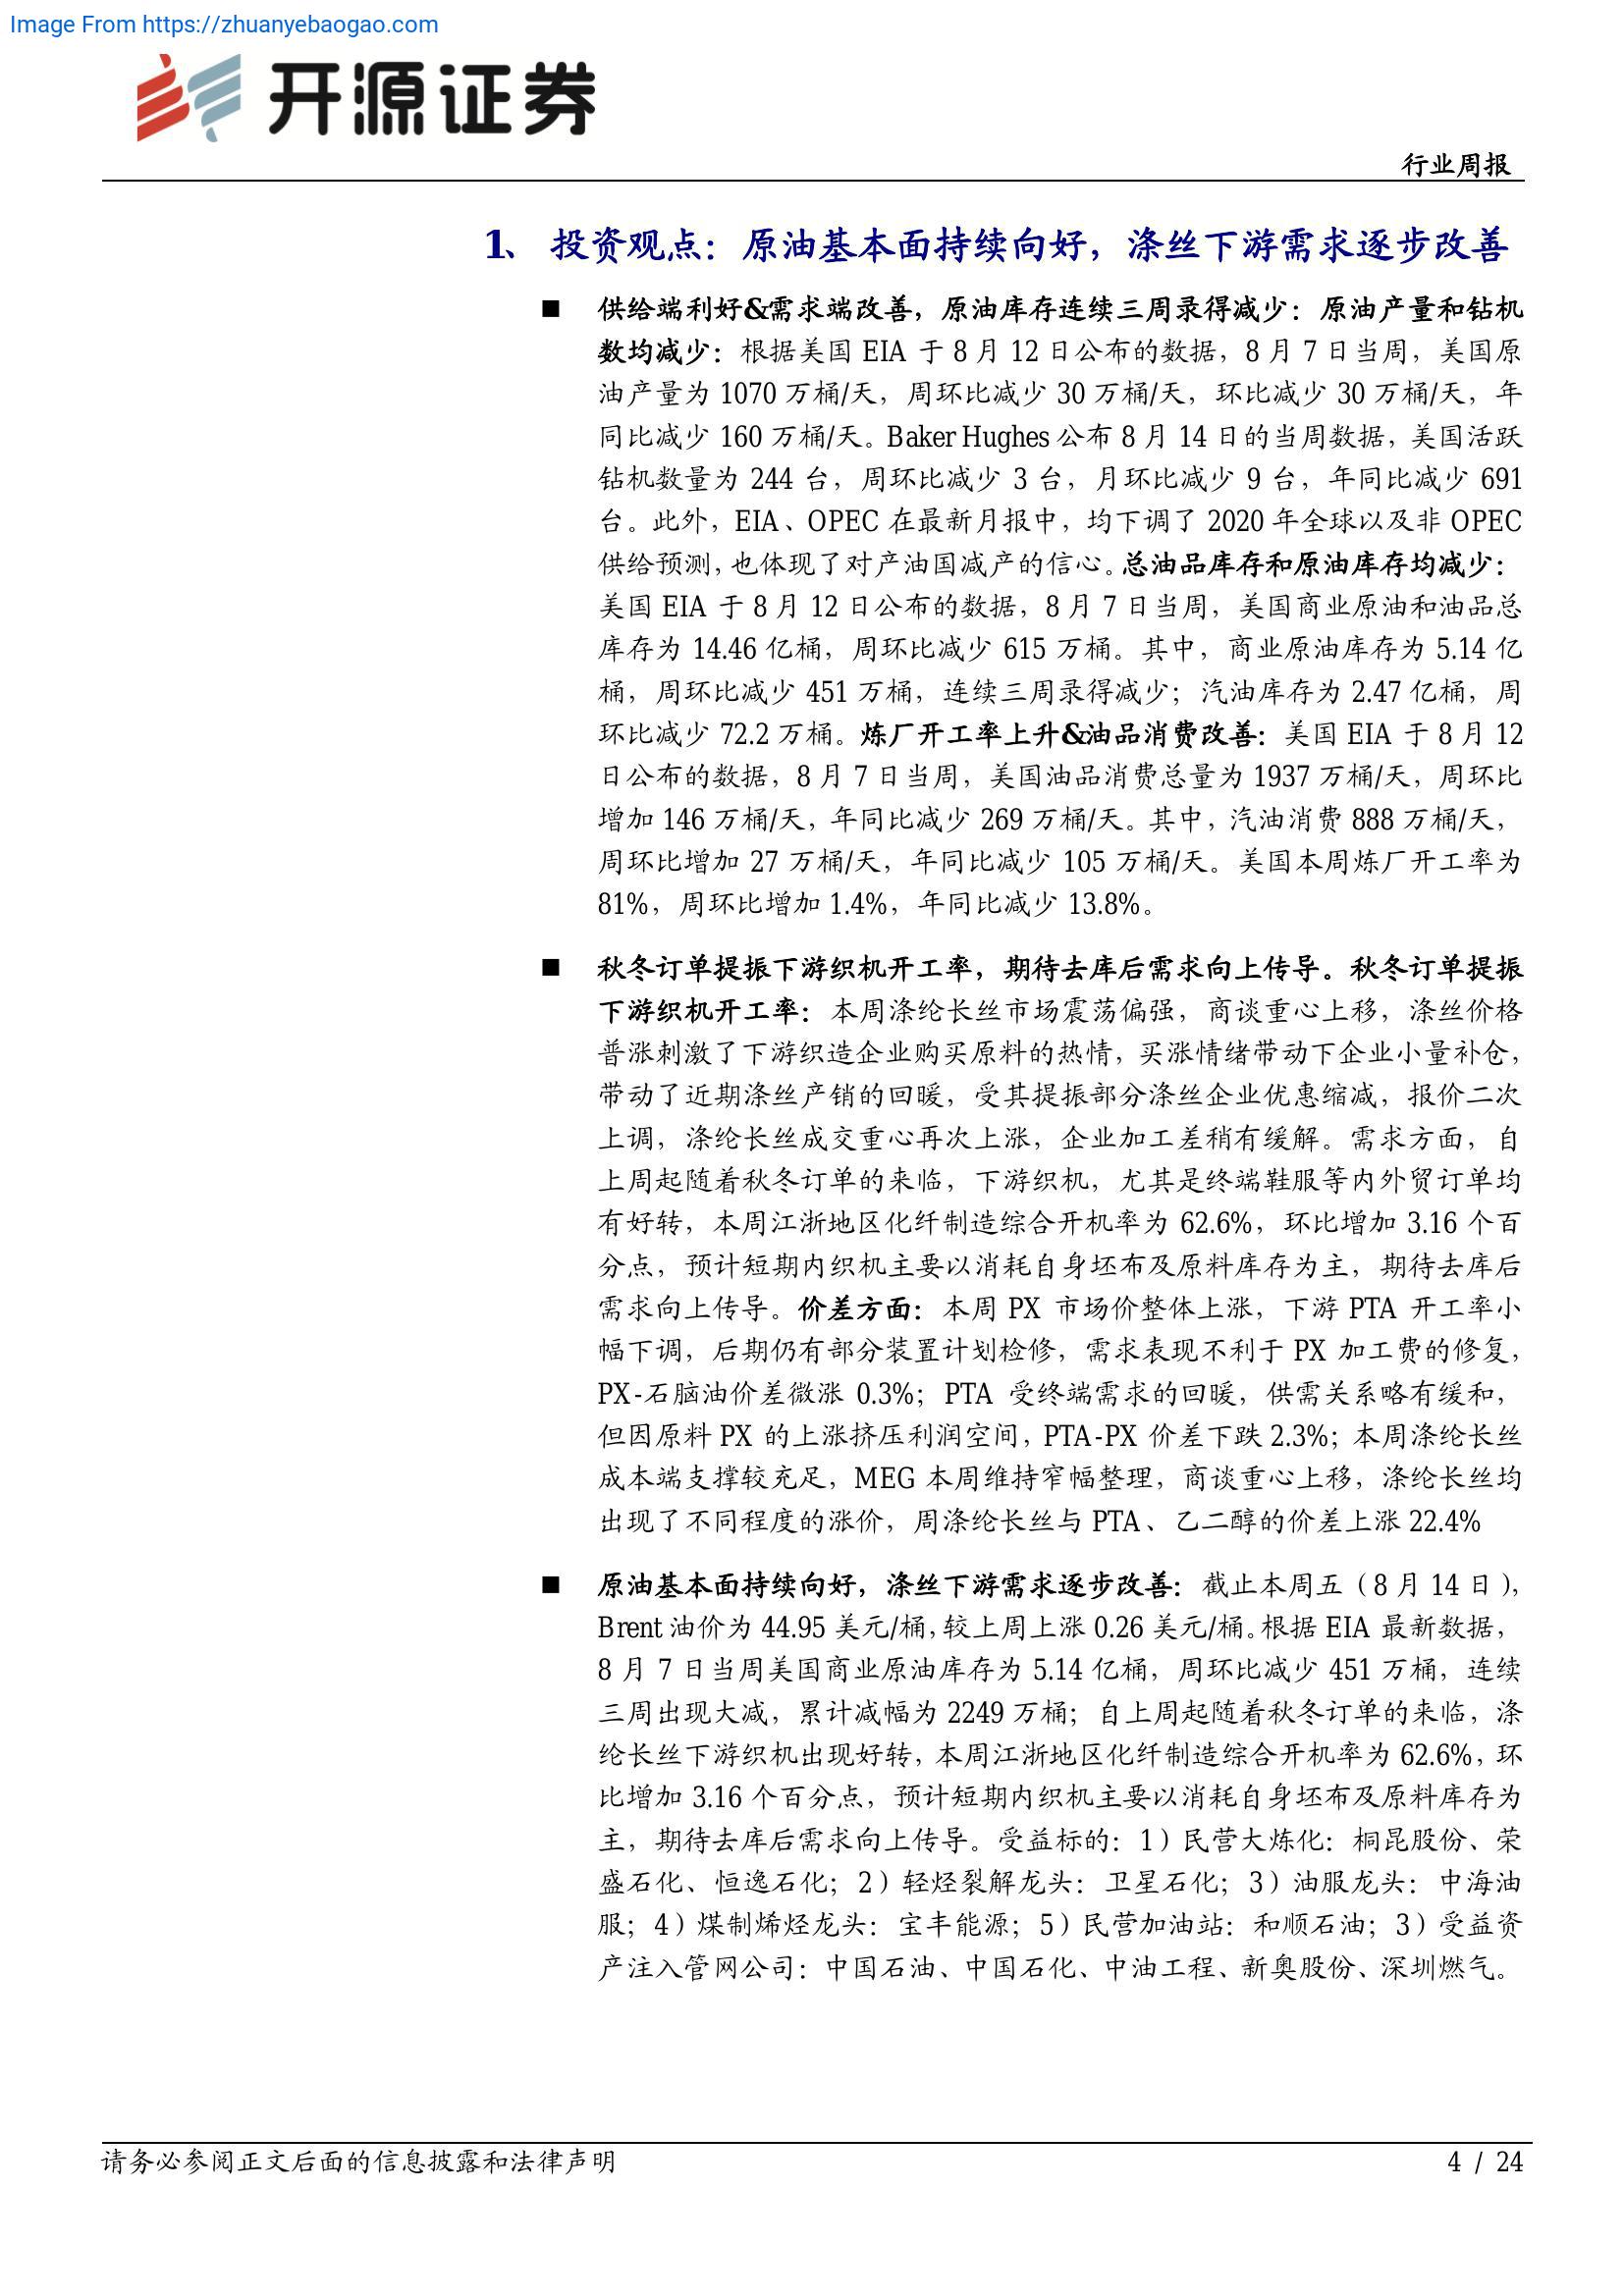 Image From https://zhuanyebaogao.com
开源证券
行业周报
1、 投资观点：原油基本面持续向好，涤丝下游需求逐步改善
■ 供给端利好&需求端改善，原油库存连续三周录得减少：原油产量和钻机
数均减少：根据美国 EIA 于 8 月 12 日公布的数据，8 月 7 日当周，美国原
油产量为 1070 万桶/天，周环比减少 30 万桶/天，环比减少 30 万桶/天，年
同比减少 160 万桶/天。Baker Hughes 公布 8 月 14 日的当周数据，美国活跃
钻机数量为 244 台，周环比减少 3 台，月环比减少 9 台，年同比减少 691
台。此外，EIA、OPEC 在最新月报中，均下调了 2020 年全球以及非 OPEC
供给预测，也体现了对产油国减产的信心。总油品库存和原油库存均减少：
美国 EIA 于 8 月 12 日公布的数据，8 月 7 日当周，美国商业原油和油品总
库存为 14.46 亿桶，周环比减少 615 万桶。其中，商业原油库存为 5.14 亿
桶，周环比减少 451 万桶，连续三周录得减少；汽油库存为 2.47 亿桶，周
环比减少 72.2 万桶。炼厂开工率上升&油品消费改善：美国 EIA 于 8 月 12
日公布的数据，8 月 7 日当周，美国油品消费总量为 1937 万桶/天，周环比
增加 146 万桶/天，年同比减少 269 万桶/天。其中，汽油消费 888 万桶/天，
周环比增加 27 万桶/天，年同比减少 105 万桶/天。美国本周炼厂开工率为
81%，周环比增加 1.4%，年同比减少 13.8%。
■ 秋冬订单提振下游织机开工率，期待去库后需求向上传导。秋冬订单提振
下游织机开工率：本周涤纶长丝市场震荡偏强，商谈重心上移，涤丝价格
普涨刺激了下游织造企业购买原料的热情，买涨情绪带动下企业小量补仓，
带动了近期涤丝产销的回暖，受其提振部分涤丝企业优惠缩减，报价二次
上调，涤纶长丝成交重心再次上涨，企业加工差稍有缓解。需求方面，自
上周起随着秋冬订单的来临，下游织机，尤其是终端鞋服等内外贸订单均
有好转，本周江浙地区化纤制造综合开机率为 62.6%，环比增加 3.16 个百
分点，预计短期内织机主要以消耗自身坯布及原料库存为主，期待去库后
需求向上传导。价差方面：本周 PX 市场价整体上涨，下游 PTA 开工率小
幅下调，后期仍有部分装置计划检修，需求表现不利于 PX 加工费的修复，
PX-石脑油价差微涨 0.3%；PTA 受终端需求的回暖，供需关系略有缓和，
但因原料 PX 的上涨挤压利润空间，PTA-PX 价差下跌 2.3%；本周涤纶长丝
成本端支撑较充足，MEG 本周维持窄幅整理，商谈重心上移，涤纶长丝均
出现了不同程度的涨价，周涤纶长丝与 PTA、乙二醇的价差上涨 22.4%
■ 原油基本面持续向好，涤丝下游需求逐步改善：截止本周五（8 月 14 日），
Brent 油价为 44.95 美元/桶，较上周上涨 0.26 美元/桶。根据 EIA 最新数据，
8 月 7 日当周美国商业原油库存为 5.14 亿桶，周环比减少 451 万桶，连续
三周出现大减，累计减幅为 2249 万桶；自上周起随着秋冬订单的来临，涤
纶长丝下游织机出现好转，本周江浙地区化纤制造综合开机率为 62.6%，环
比增加 3.16 个百分点，预计短期内织机主要以消耗自身坯布及原料库存为
主，期待去库后需求向上传导。受益标的：1）民营大炼化：桐昆股份、荣
盛石化、恒逸石化；2）轻烃裂解龙头：卫星石化；3）油服龙头：中海油
服；4）煤制烯烃龙头：宝丰能源；5）民营加油站：和顺石油；3）受益资
产注入管网公司：中国石油、中国石化、中油工程、新奥股份、深圳燃气。
请务必参阅正文后面的信息披露和法律声明
4 / 24